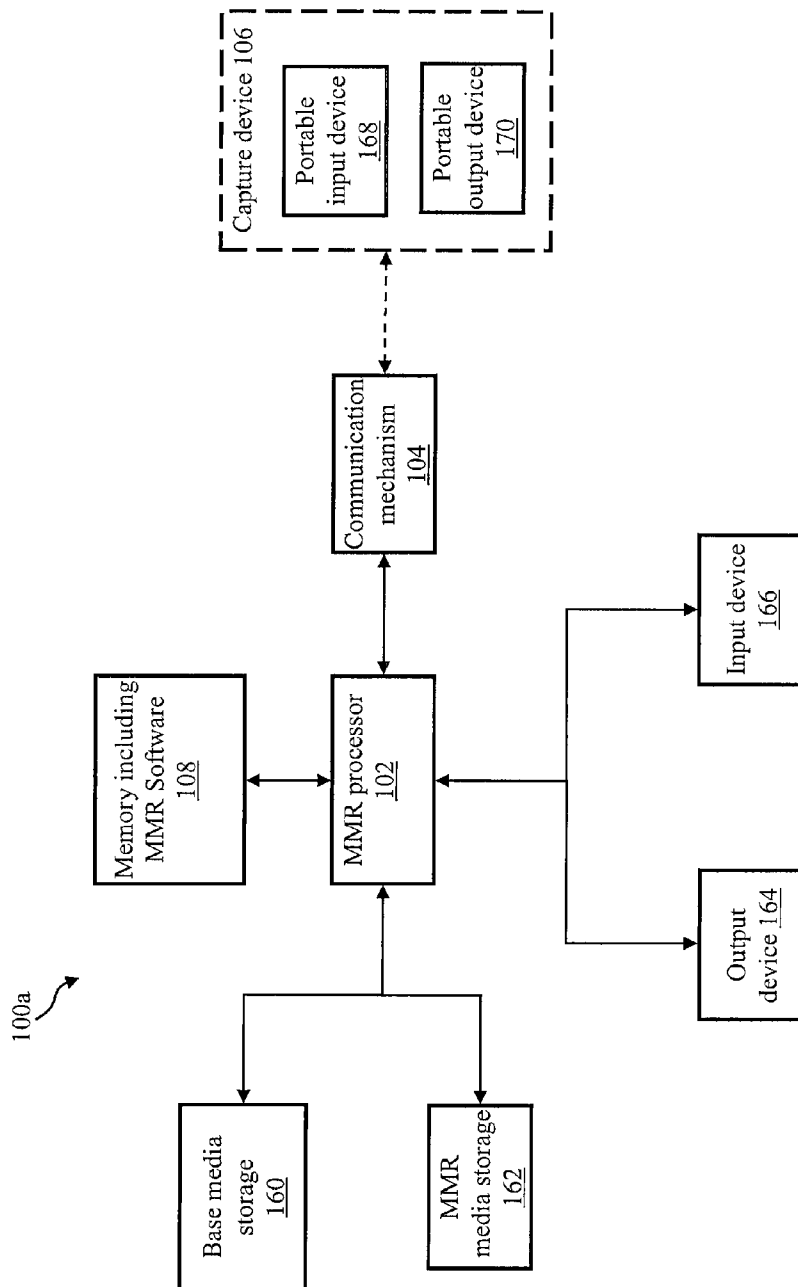 100a
Base media
storage
160
MMR
media storage
162
Memory including
MMR Software
108
MMR processor
102
Output
device 164
Input device
166
Communication
mechanism
104
Capture device 106
Portable
input device
168
Portable
output device
170